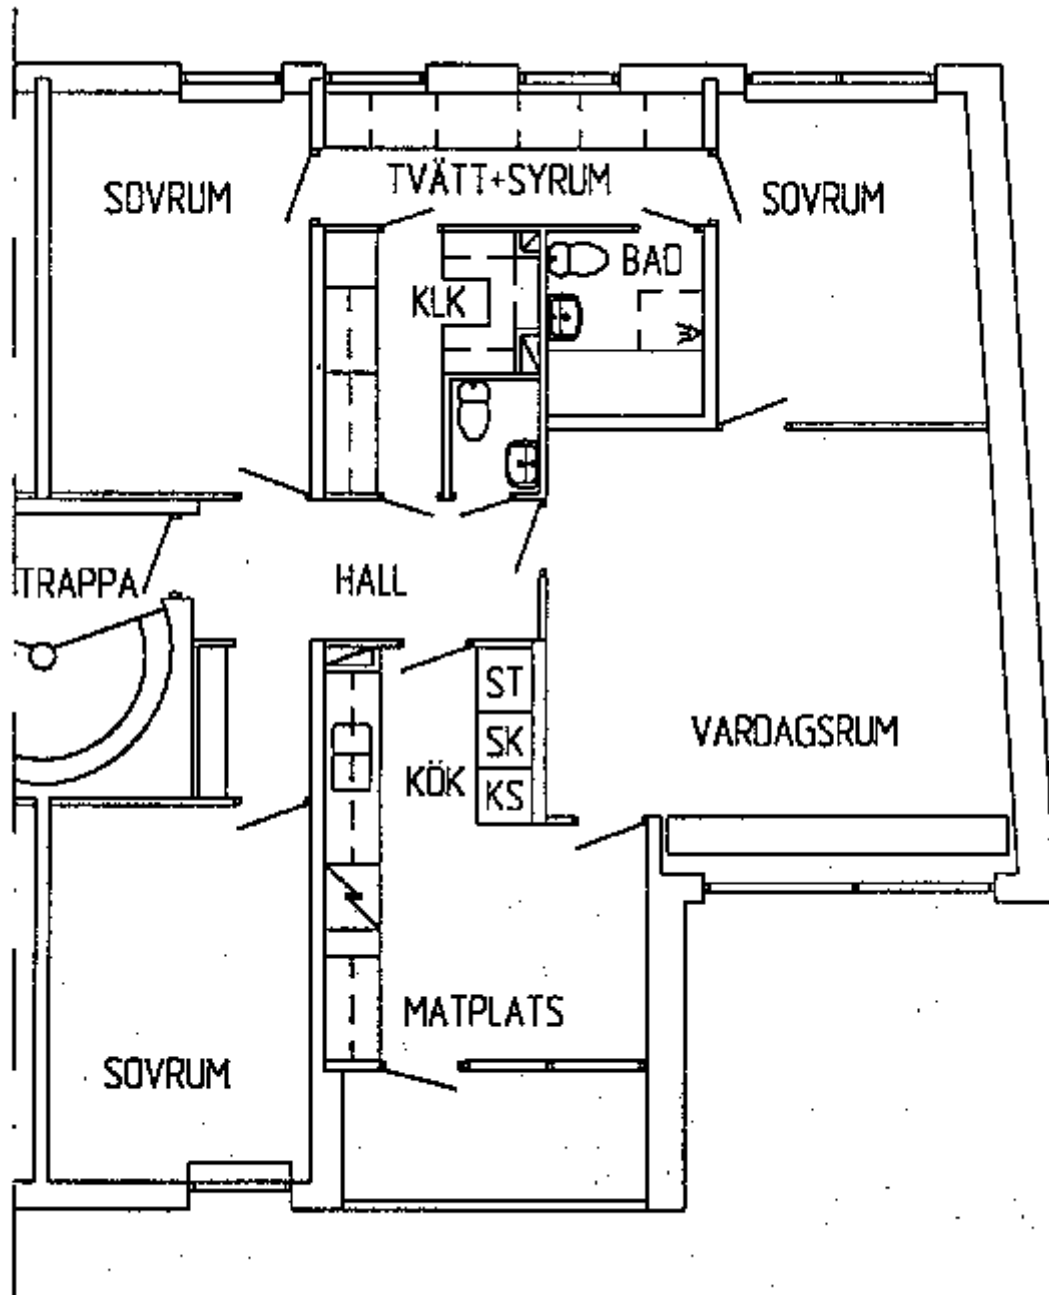 TVÄTT+SYRUM
SOVRUM
SOVRUM
BAD
KLK
TRAPPA
HALL
ST
SK
KS
KÖK
VARDAGSRUM
MATPLATS
SOVRUM